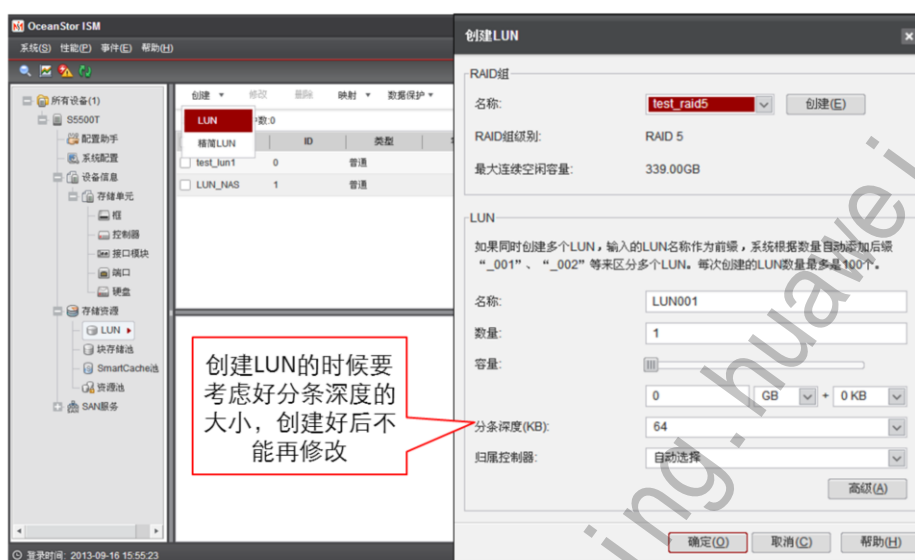 OceanStor ISM
系统(S) 性能(P) 事件(E) 帮助(H)
所有设备(1)
S5500T
配置助手
系统配置
设备信息
存储单元
框
控制器
接口模块
端口
硬盘
存储资源
LUN
块存储池
SmartCache池
资源池
SAN服务
登录时间: 2013-09-16 15:55:23
创建 修改 删除 映射 数据保护
LUN
精简LUN
数:0
ID 类型
test_lun1 0 普通
LUN_NAS 1 普通
创建LUN的时候要
考虑好分条深度的
大小，创建好后不
能再修改
创建LUN
RAID组
名称: test_raid5 创建(E)
RAID组级别: RAID 5
最大连续空闲容量: 339.00GB
LUN
如果同时创建多个LUN，输入的LUN名称作为前缀，系统根据数量自动添加后缀
“_001”、“_002”等来区分多个LUN。每次创建的LUN数量最多是100个。
名称: LUN001
数量: 1
容量:
0 GB + 0 KB
分条深度(KB): 64
归属控制器: 自动选择
高级(A)
确定(O) 取消(C) 帮助(H)
ing.huawei.